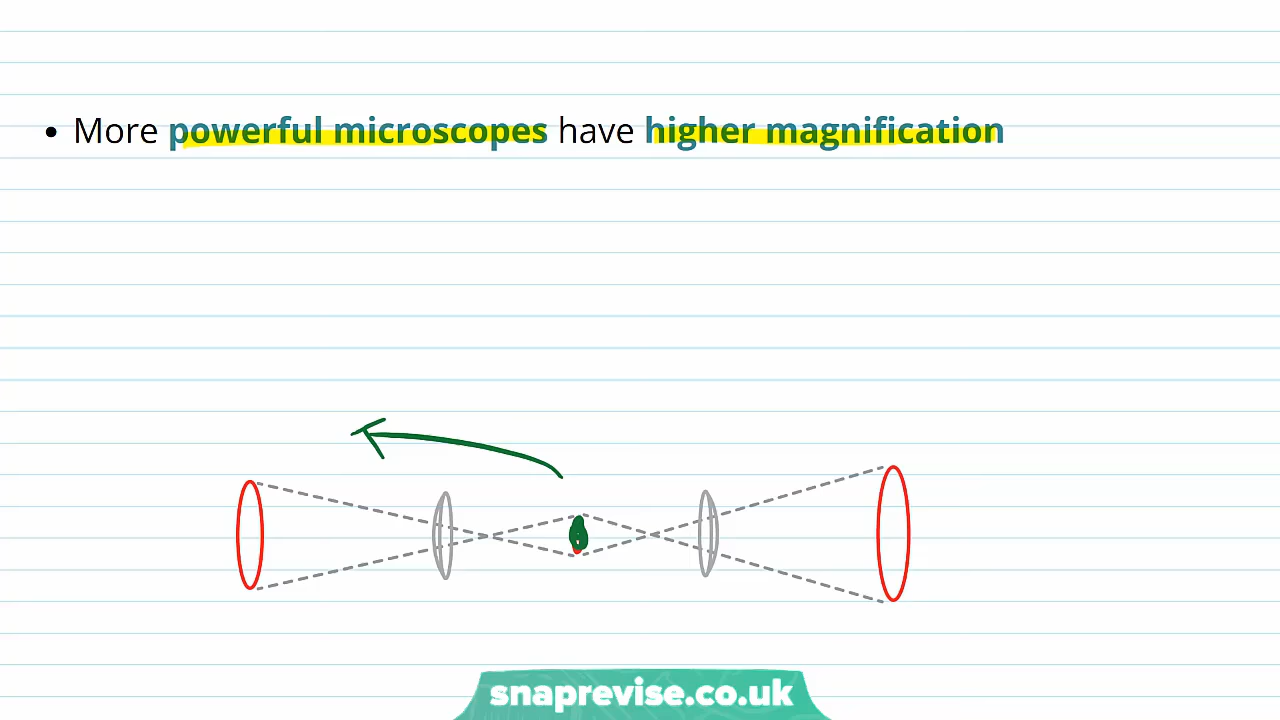 • More powerful microscopes have higher magnification
snaprevise.co.uk